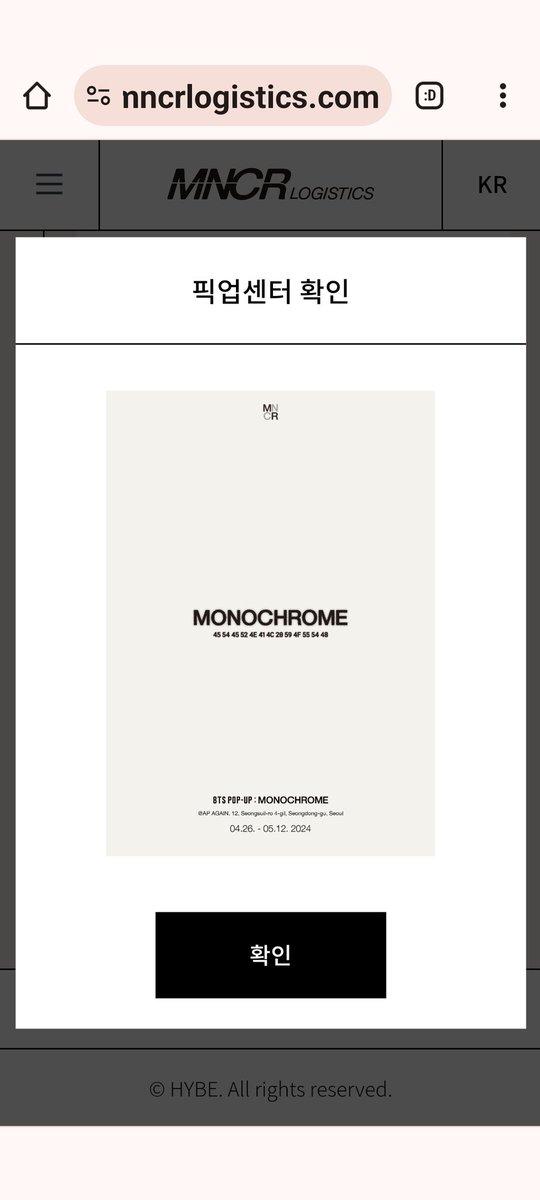 nncrlogistics.com
:D
MNCR LOGISTICS
KR
픽업센터 확인
MN
CR
MONOCHROME
45 54 45 52 4E 41 4C 20 59 4F 55 54 48
BTS POP-UP : MONOCHROME
@AP AGAIN, 12, Seongsuil-ro 4-gil, Seongdong-gu, Seoul
04.26. - 05.12. 2024
확인
© HYBE. All rights reserved.